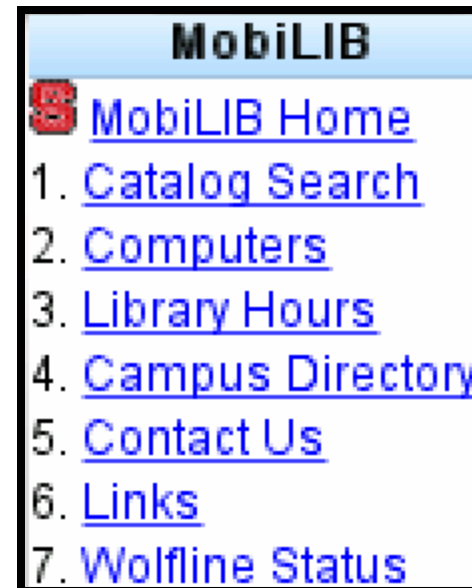 MobiLIB
S MobiLIB Home
1. Catalog Search
2. Computers
3. Library Hours
4. Campus Directory
5. Contact Us
6. Links
7. Wolfline Status